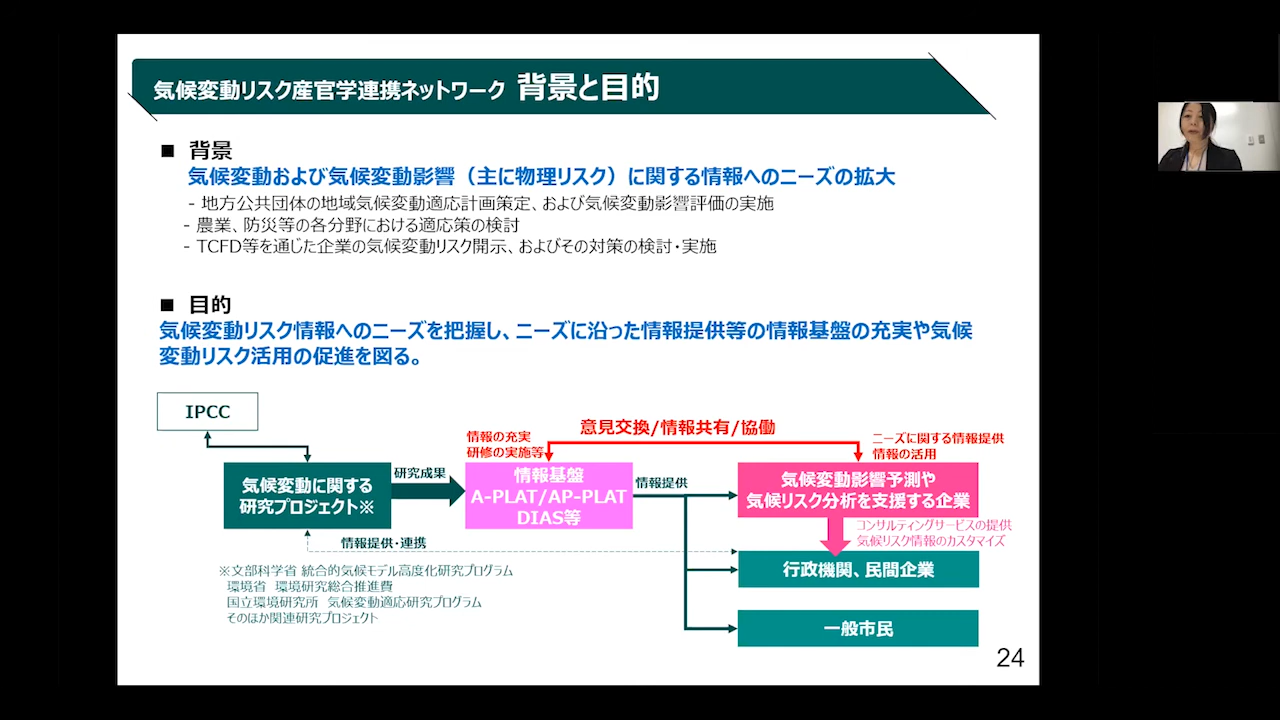 気候変動リスク産官学連携ネットワーク 背景と目的
■ 背景
気候変動および気候変動影響（主に物理リスク）に関する情報へのニーズの拡大
- 地方公共団体の地域気候変動適応計画策定、および気候変動影響評価の実施
- 農業、防災等の各分野における適応策の検討
- TCFD等を通じた企業の気候変動リスク開示、およびその対策の検討・実施
■ 目的
気候変動リスク情報へのニーズを把握し、ニーズに沿った情報提供等の情報基盤の充実や気候
変動リスク活用の促進を図る。
IPCC
気候変動に関する
研究プロジェクト※
研究成果
情報の充実
研修の実施等
意見交換/情報共有/協働
ニーズに関する情報提供
情報の活用
情報基盤
A-PLAT/AP-PLAT
DIAS等
情報提供
気候変動影響予測や
気候リスク分析を支援する企業
コンサルティングサービスの提供
気候リスク情報のカスタマイズ
情報提供・連携
行政機関、民間企業
一般市民
※文部科学省 統合的気候モデル高度化研究プログラム
環境省 環境研究総合推進費
国立環境研究所 気候変動適応研究プログラム
そのほか関連研究プロジェクト
24